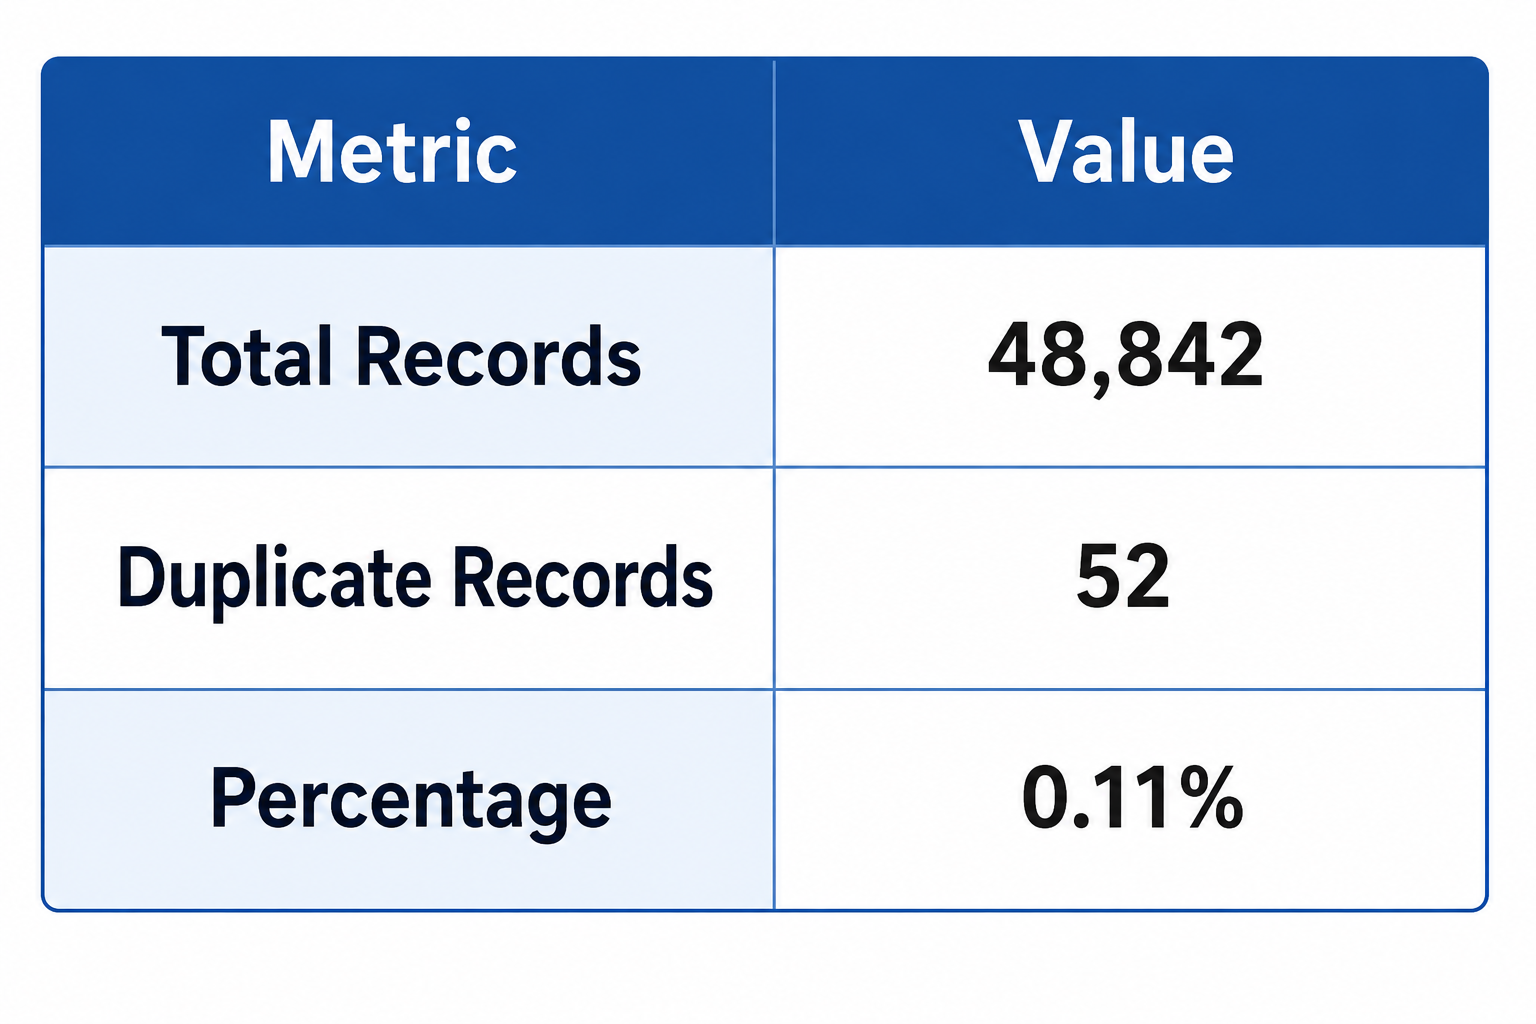 Metric Value
Total Records 48,842
Duplicate Records 52
Percentage 0.11%